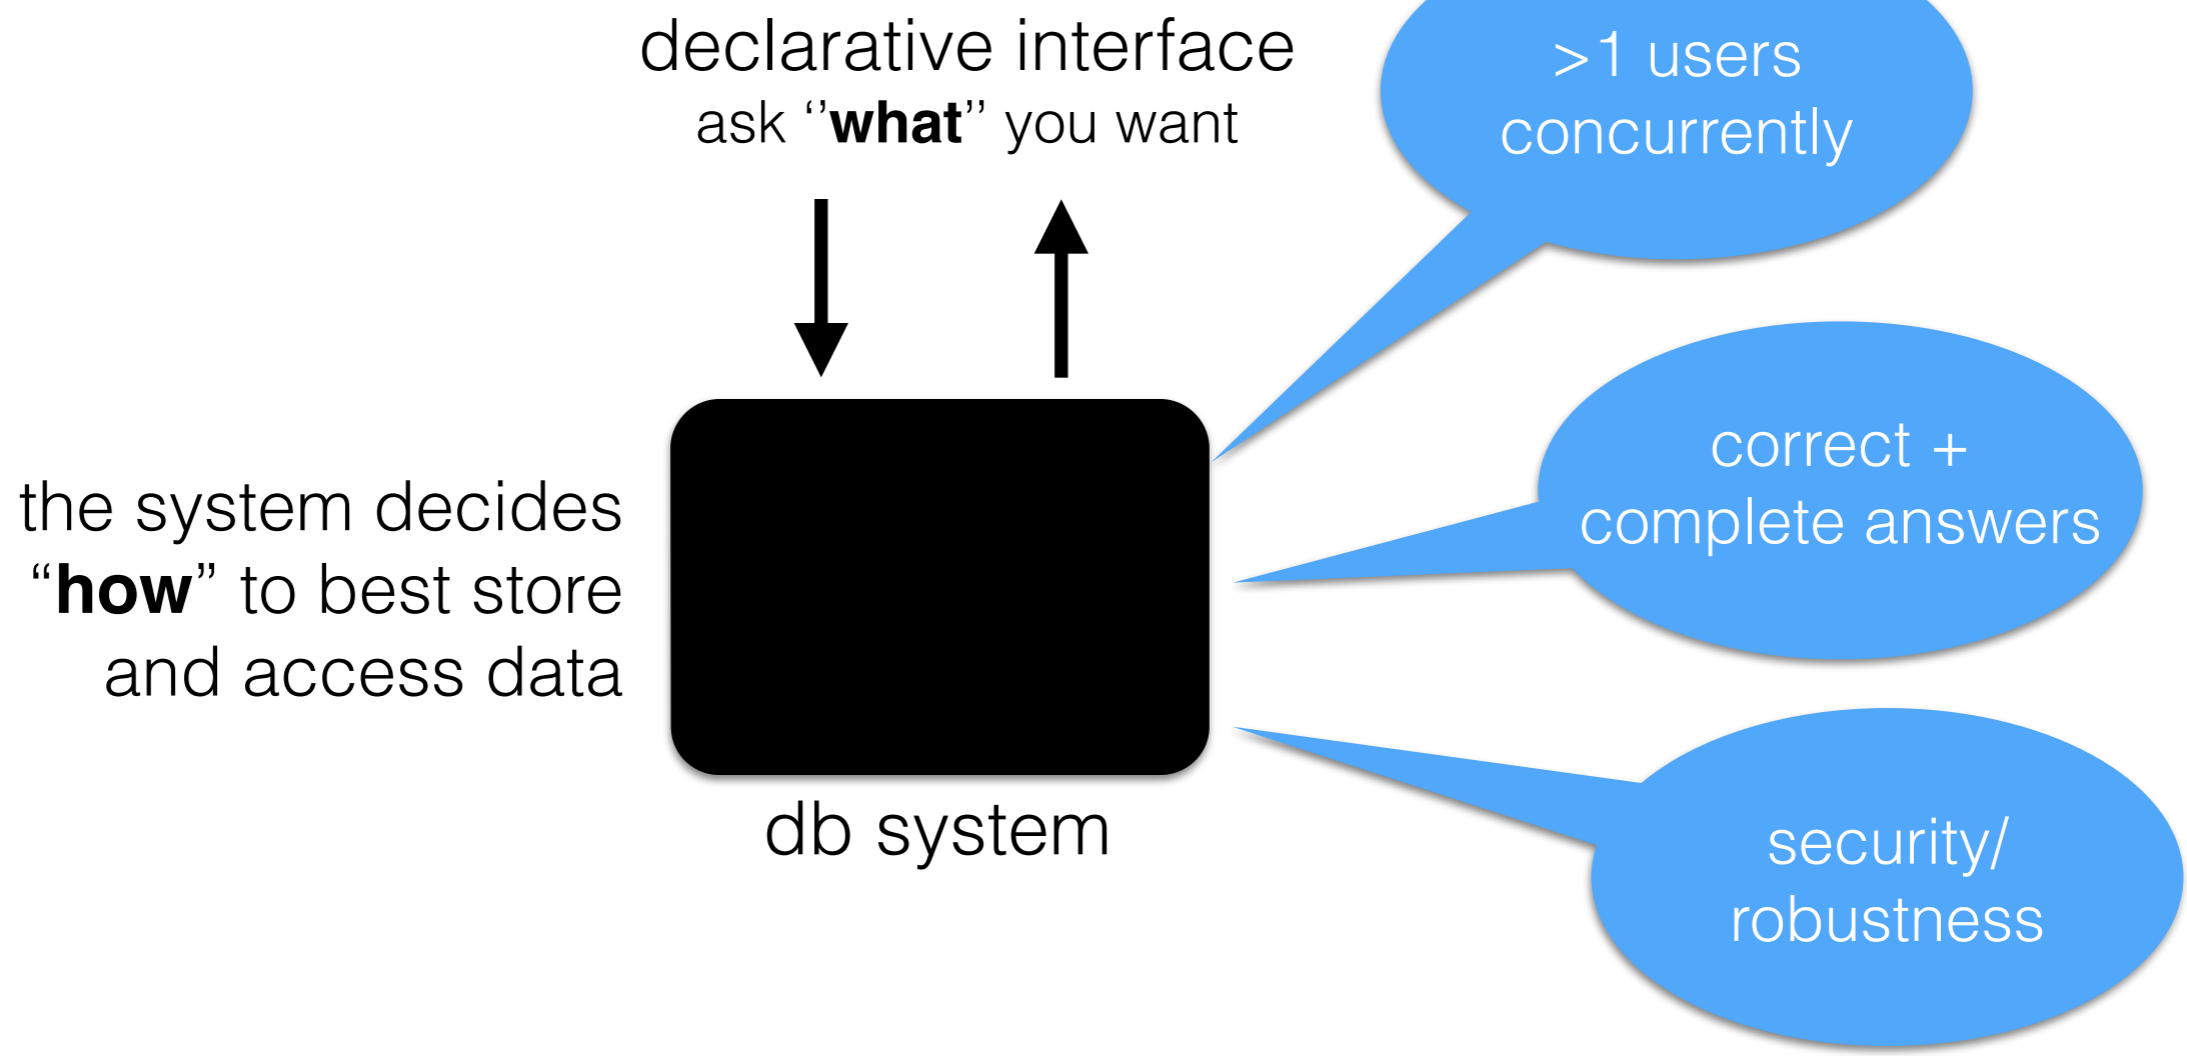 declarative interface
ask ‘’what” you want
>1 users
concurrently
the system decides
“how” to best store
and access data
correct +
complete answers
db system
security/
robustness